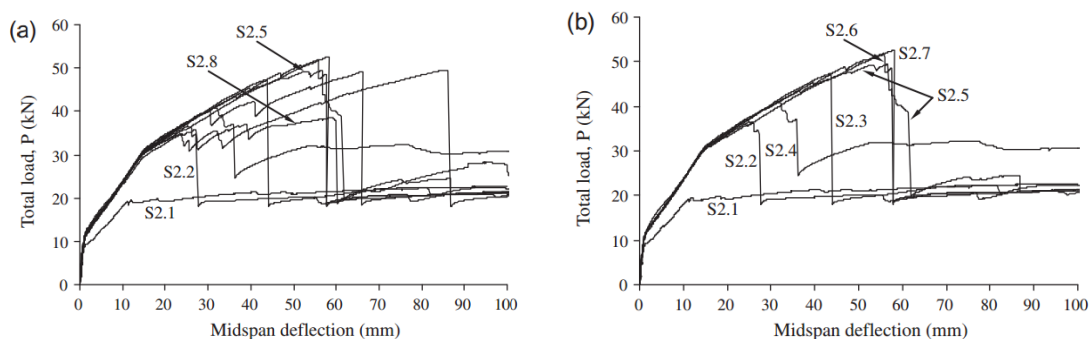 (a)
60
50
40
30
20
10
0
Total load, P (kN)
S2.5
S2.8
S2.2
S2.1
0 10 20 30 40 50 60 70 80 90 100
Midspan deflection (mm)
(b)
60
50
40
30
20
10
0
Total load, P (kN)
S2.6
S2.7
S2.5
S2.3
S2.2
S2.4
S2.1
0 10 20 30 40 50 60 70 80 90 100
Midspan deflection (mm)